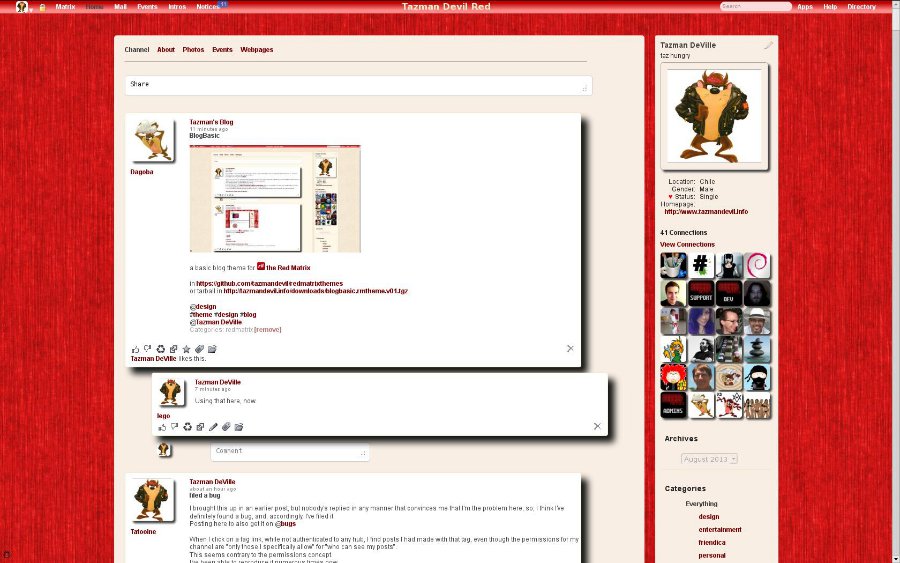 Matrix Home Mail Events Intros Notices 11
Tazman Devil Red
Search
Apps Help Directory
Channel About Photos Events Webpages
Share
Tazman's Blog
11 minutes ago
BlogBasic
Dagoba
a basic blog theme for the Red Matrix
in https://github.com/tazmandevil/redmatrixthemes
or tarball in http://tazmandevil.info/downloads/blogbasic.rmtheme.v01.tgz
@design
#theme #design #blog
@Tazman DeVille
Categories: redmatrix [remove]
Tazman DeVille likes this.
Tazman DeVille
7 minutes ago
Using that here, now.
lego
Comment
Tazman DeVille
about an hour ago
filed a bug
Tatooine
I brought this up in an earlier post, but nobody's replied in any manner that convinces me that I'm the problem here, so, I think I've
definitely found a bug, and, accordingly, I've filed it.
Posting here to also get it on @bugs
When I click on a tag link, while not authenticated to any hub, I find posts I had made with that tag, even though the permissions for my
channel are "only those I specifically allow" for "who can see my posts".
This seems contrary to the permissions concept.
I've been able to reproduce it numerous times now.
Tazman DeVille
taz hungry
Location: Chile
Gender: Male
♥ Status: Single
Homepage:
http://www.tazmandevil.info
41 Connections
View Connections
#
SUPPORT
DEV
ADMINS
Archives
August 2013
Categories
Everything
design
entertainment
friendica
personal